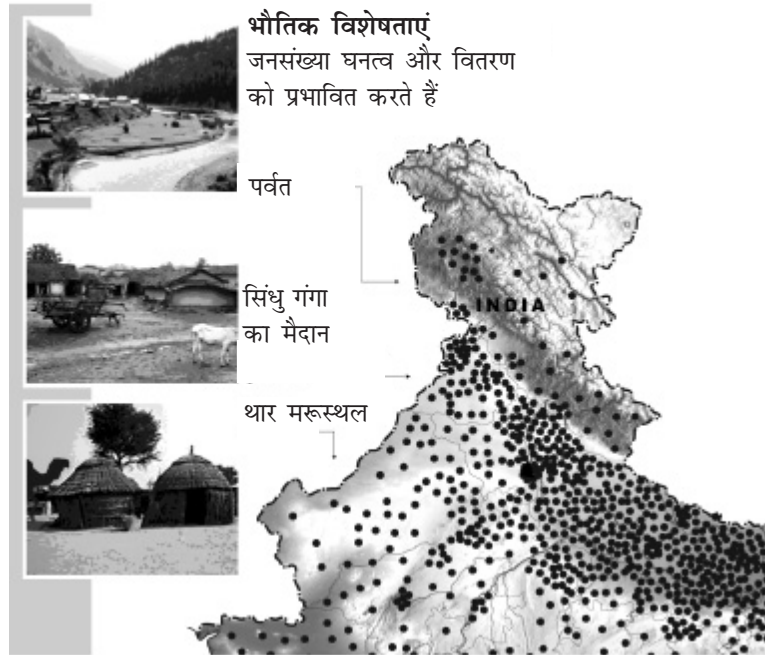 भौतिक विशेषताएं
जनसंख्या घनत्व और वितरण
को प्रभावित करते हैं
पर्वत
सिंधु गंगा
का मैदान
INDIA
थार मरूस्थल